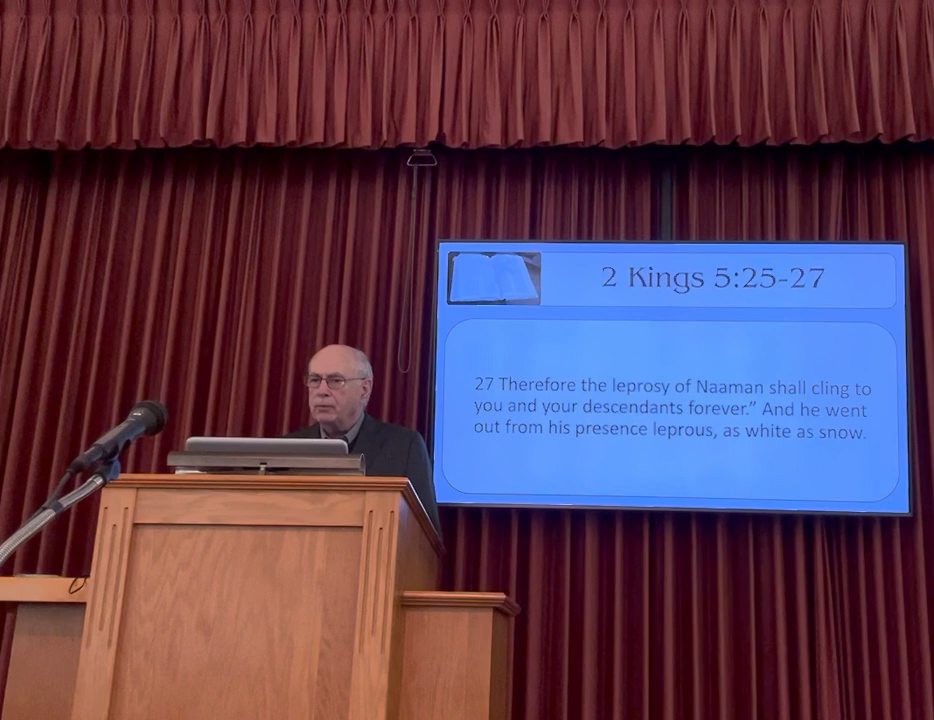 2 Kings 5:25-27
27 Therefore the leprosy of Naaman shall cling to
you and your descendants forever.” And he went
out from his presence leprous, as white as snow.